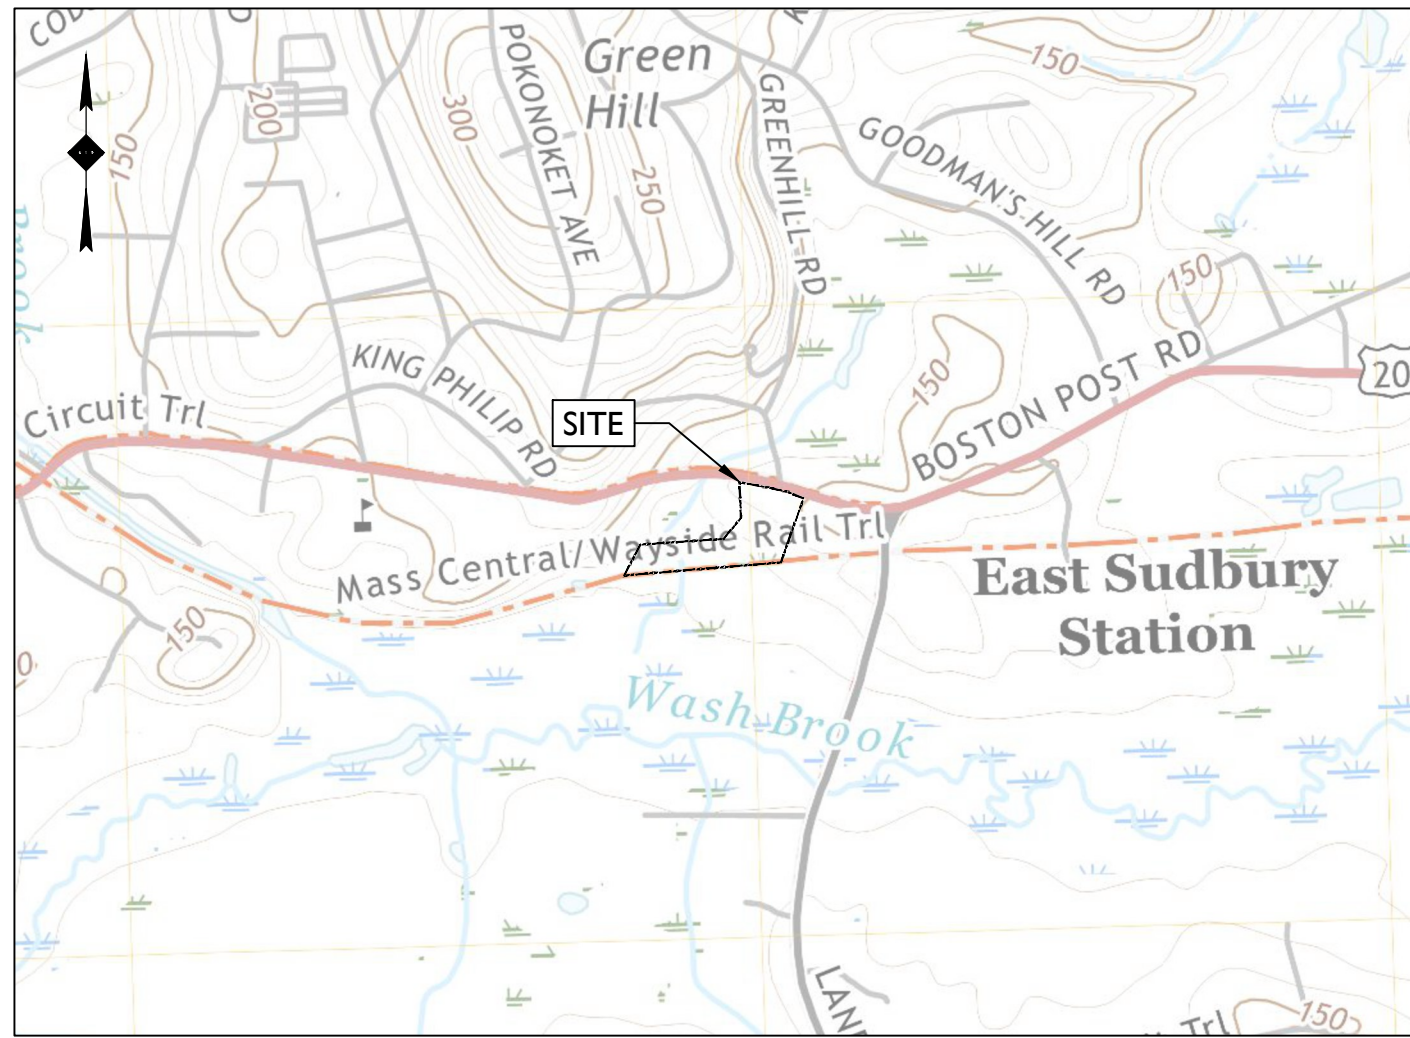 150
200
300
POKONOKET AVE
Green
Hill
250
GREENHILL RD
GOODMAN'S HILL RD
150
150
Brook
KING PHILIP RD
Circuit Trl
SITE
150
BOSTON POST RD
20
Mass Central/Wayside Rail Trl
East Sudbury
Station
150
Wash Brook
Trl
150